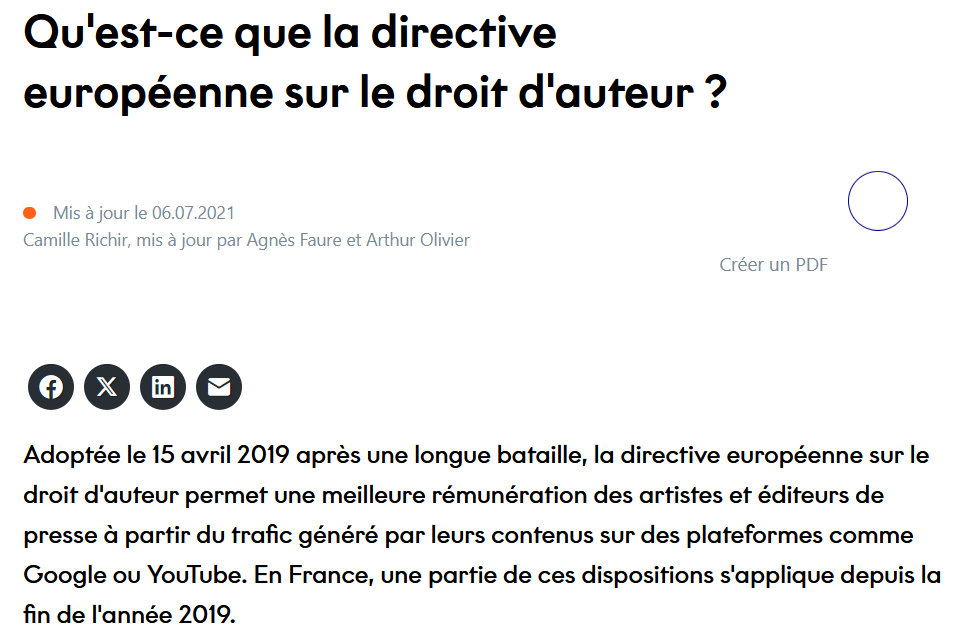 Qu'est-ce que la directive
européenne sur le droit d'auteur ?
Mis à jour le 06.07.2021
Camille Richir, mis à jour par Agnès Faure et Arthur Olivier
Créer un PDF
Adoptée le 15 avril 2019 après une longue bataille, la directive européenne sur le
droit d'auteur permet une meilleure rémunération des artistes et éditeurs de
presse à partir du trafic généré par leurs contenus sur des plateformes comme
Google ou YouTube. En France, une partie de ces dispositions s'applique depuis la
fin de l'année 2019.